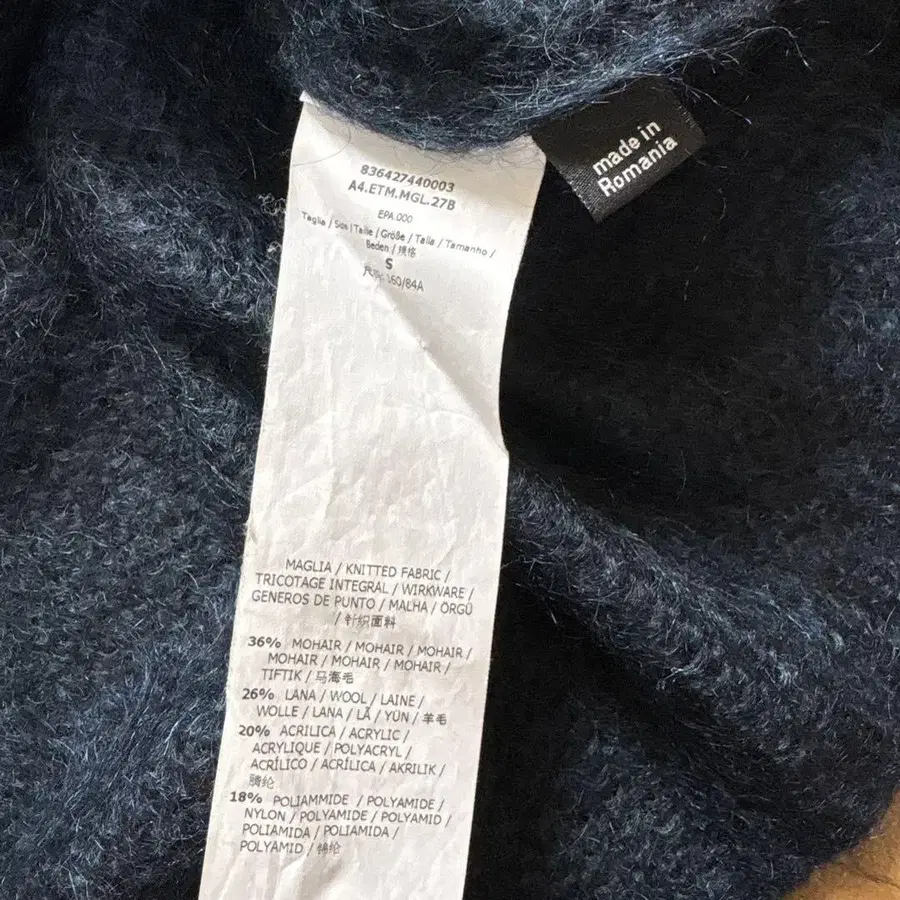 made in
Romania
836427440003
A4.ETM.MGL.27B
EPA.000
Taglia / Size / Taille / Größe / Talla / Tamanho /
Beden / 规格
S
160/84A
MAGLIA / KNITTED FABRIC /
TRICOTAGE INTEGRAL / WIRKWARE /
GENEROS DE PUNTO / MALHA / ÖRGÜ
/ 针织面料
36% MOHAIR / MOHAIR / MOHAIR /
MOHAIR / MOHAIR / MOHAIR /
TIFTIK / 马海毛
26% LANA / WOOL / LAINE /
WOLLE / LANA / LÃ / YÜN / 羊毛
20% ACRILICA / ACRYLIC /
ACRYLIQUE / POLYACRYL /
ACRÍLICO / ACRÍLICA / AKRILIK /
腈纶
18% POLIAMMIDE / POLYAMIDE /
NYLON / POLYAMIDE / POLYAMID /
POLIAMIDA / POLIAMIDA /
POLYAMID / 锦纶